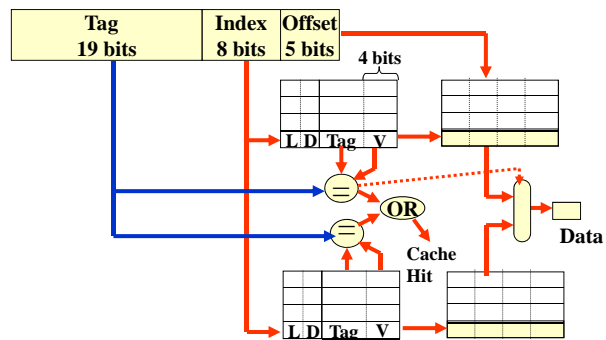 Tag Index Offset
19 bits 8 bits 5 bits
4 bits
L D Tag V
=
OR
=
Data
Cache
Hit
L D Tag V